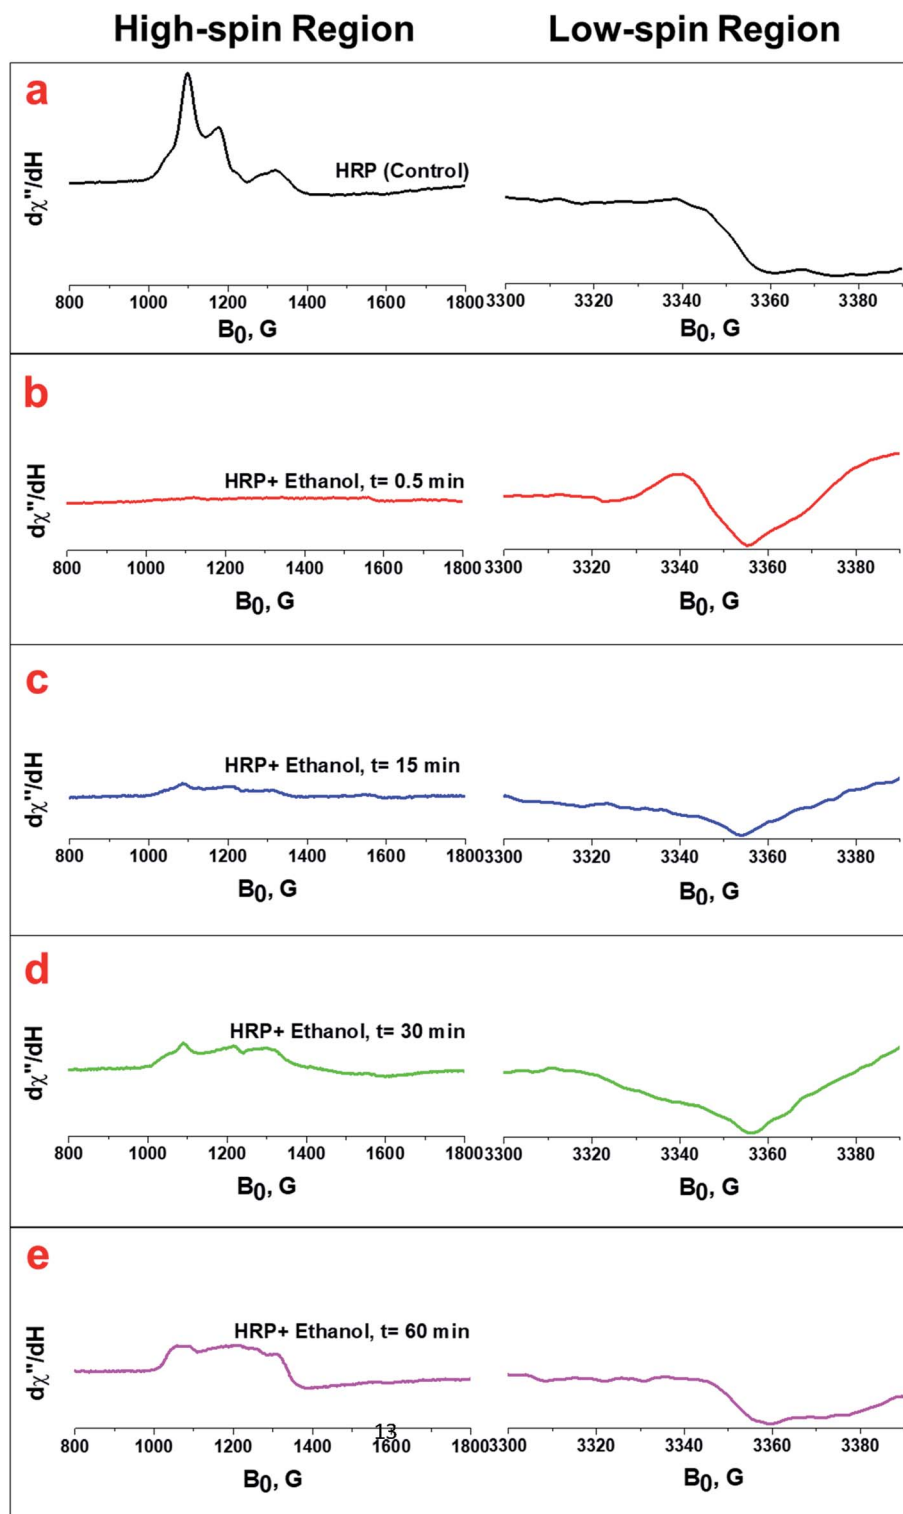 High-spin Region Low-spin Region
a
dχ"/dH
HRP (Control)
800 1000 1200 1400 1600 1800 3300 3320 3340 3360 3380
B0, G B0, G
b
dχ"/dH
HRP+ Ethanol, t= 0.5 min
800 1000 1200 1400 1600 1800 3300 3320 3340 3360 3380
B0, G B0, G
c
dχ"/dH
HRP+ Ethanol, t= 15 min
800 1000 1200 1400 1600 1800 3300 3320 3340 3360 3380
B0, G B0, G
d
dχ"/dH
HRP+ Ethanol, t= 30 min
800 1000 1200 1400 1600 1800 3300 3320 3340 3360 3380
B0, G B0, G
e
dχ"/dH
HRP+ Ethanol, t= 60 min
13
800 1000 1200 1400 1600 1800 3300 3320 3340 3360 3380
B0, G B0, G